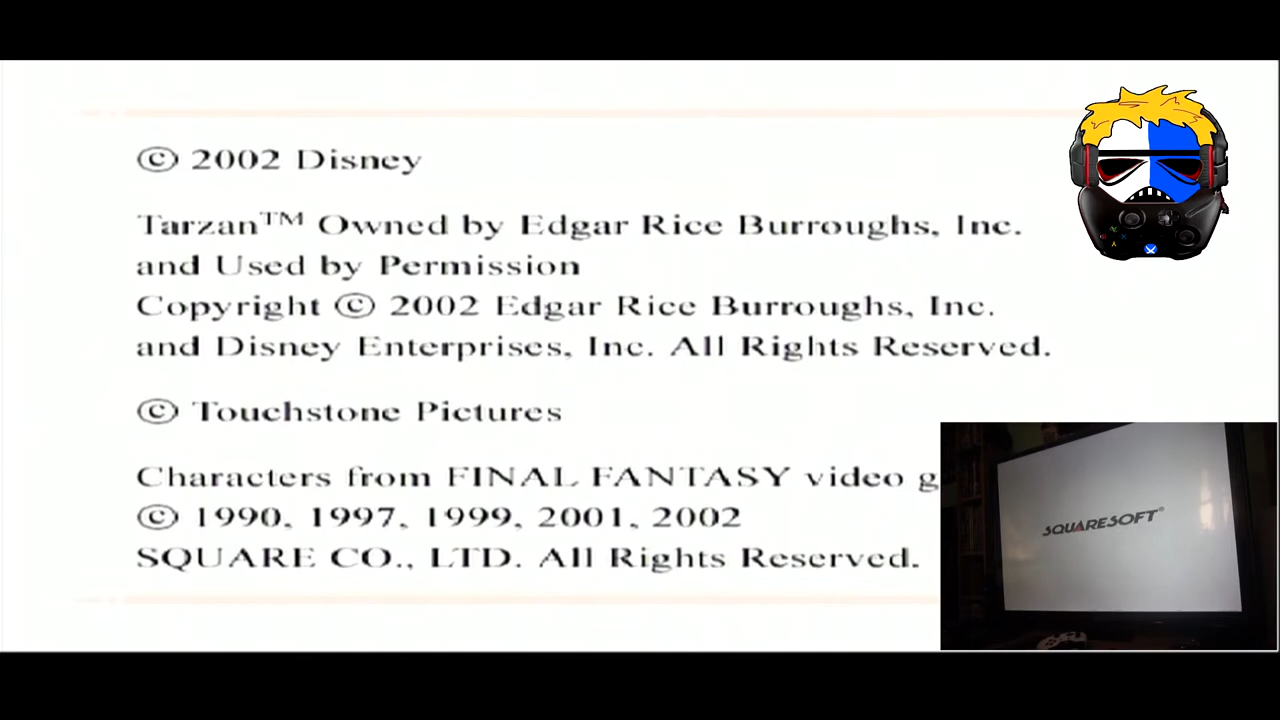 © 2002 Disney
Tarzan™ Owned by Edgar Rice Burroughs, Inc.
and Used by Permission
Copyright © 2002 Edgar Rice Burroughs, Inc.
and Disney Enterprises, Inc. All Rights Reserved.
© Touchstone Pictures
Characters from FINAL FANTASY video g
© 1990, 1997, 1999, 2001, 2002
SQUARE CO., LTD. All Rights Reserved.
SQUARESOFT®